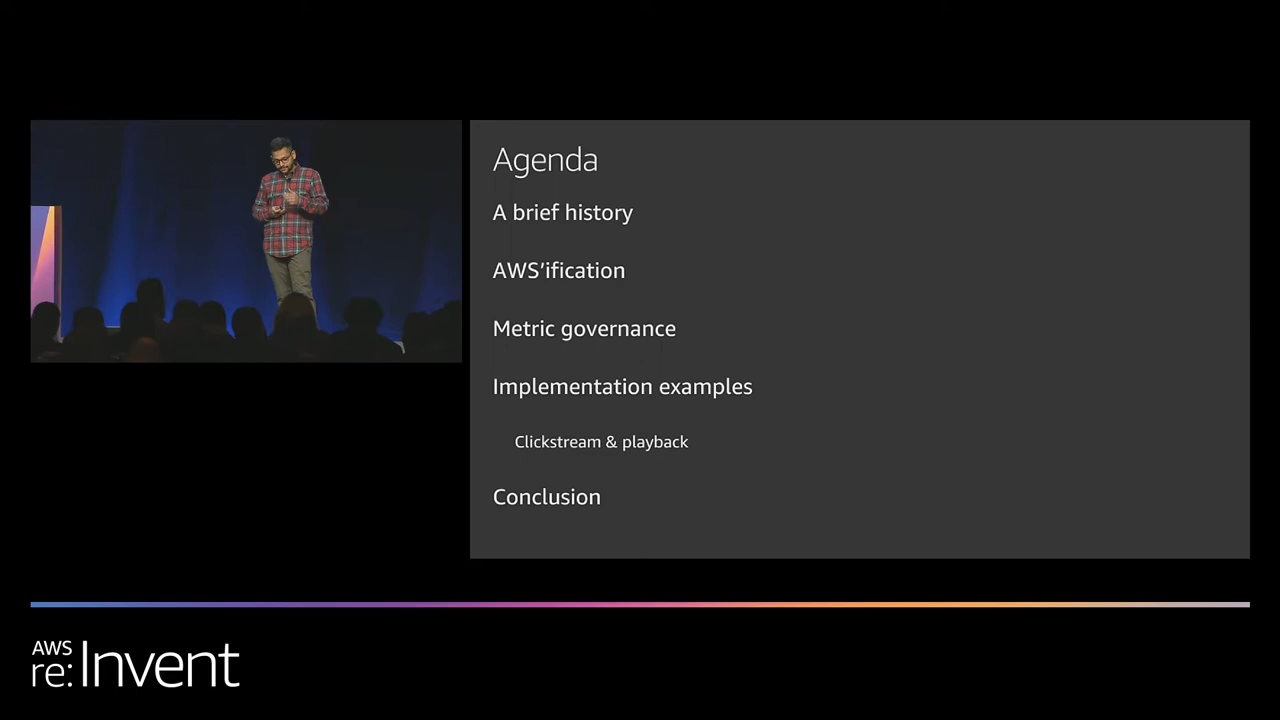 Agenda
A brief history
AWS’ification
Metric governance
Implementation examples
Clickstream & playback
Conclusion
AWS
re:Invent